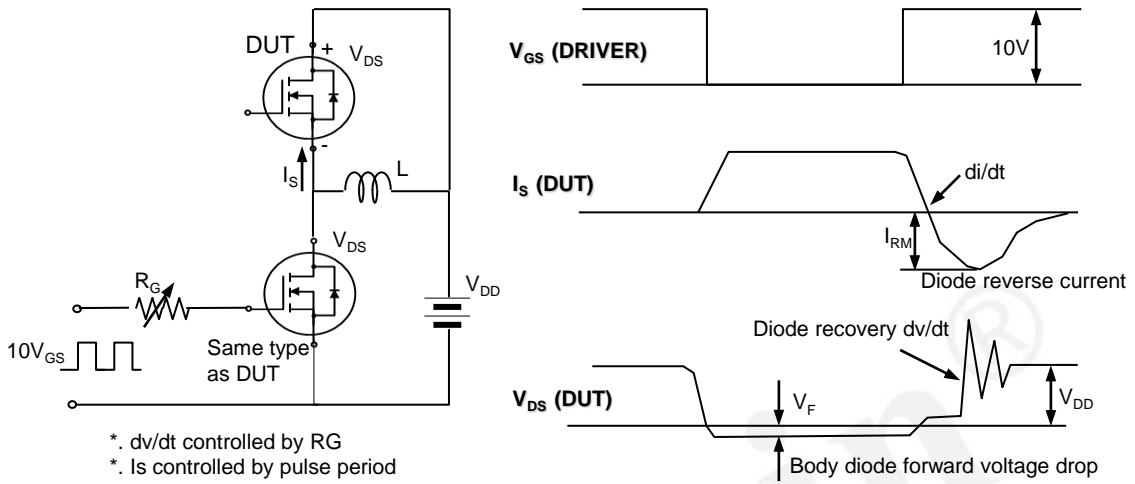 DUT
+
V_DS
-
I_S
L
V_DS
R_G
V_DD
10V_GS
Same type
as DUT
*. dv/dt controlled by RG
*. Is controlled by pulse period
V_GS (DRIVER)
10V
I_S (DUT)
di/dt
I_RM
Diode reverse current
Diode recovery dv/dt
V_DS (DUT)
V_F
V_DD
Body diode forward voltage drop